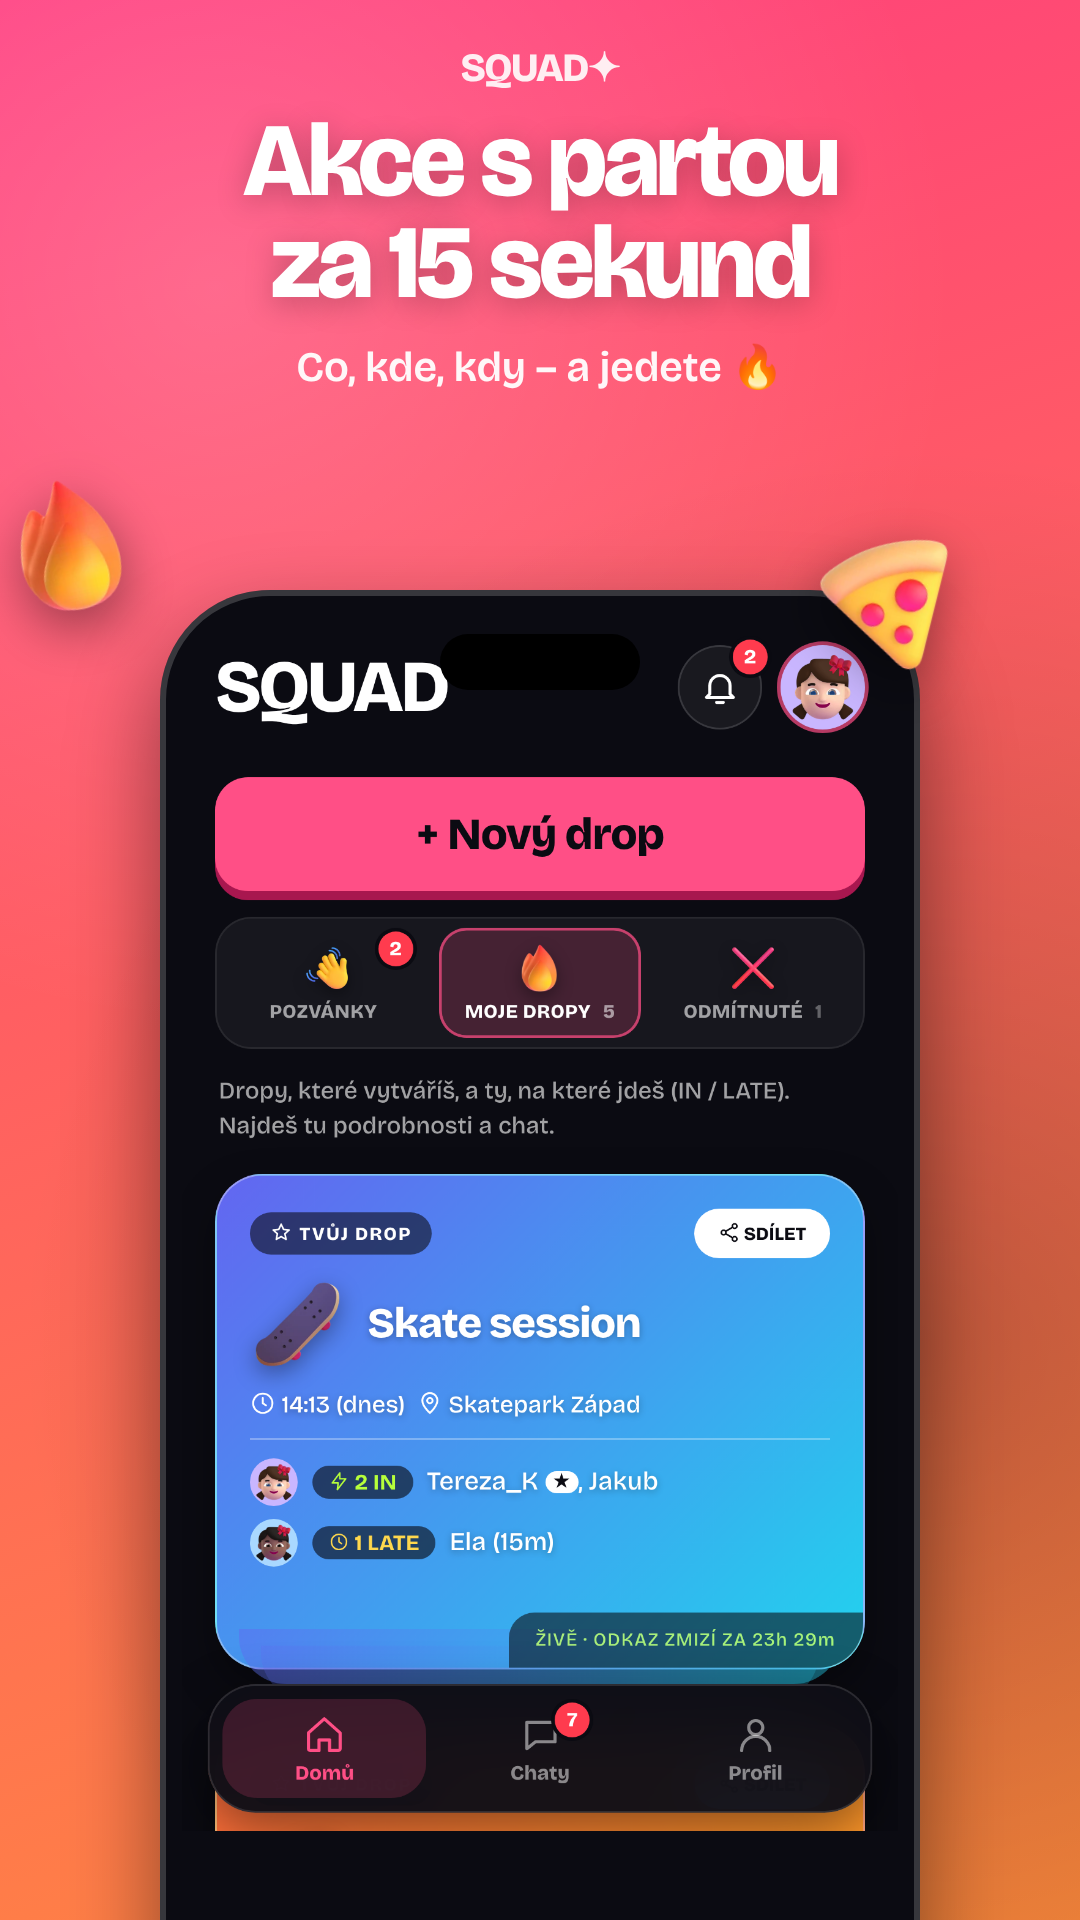 SQUAD
Akce s partou
za 15 sekund
Co, kde, kdy – a jedete 🔥
SQUAD
2
+ Nový drop
2
POZVÁNKY
MOJE DROPY 5
ODMÍTNUTÉ 1
Dropy, které vytváříš, a ty, na které jdeš (IN / LATE).
Najdeš tu podrobnosti a chat.
TVŮJ DROP
SDÍLET
Skate session
14:13 (dnes) Skatepark Západ
2 IN Tereza_K ★, Jakub
1 LATE Ela (15m)
ŽIVĚ · ODKAZ ZMIZÍ ZA 23h 29m
7
Domů
Chaty
Profil